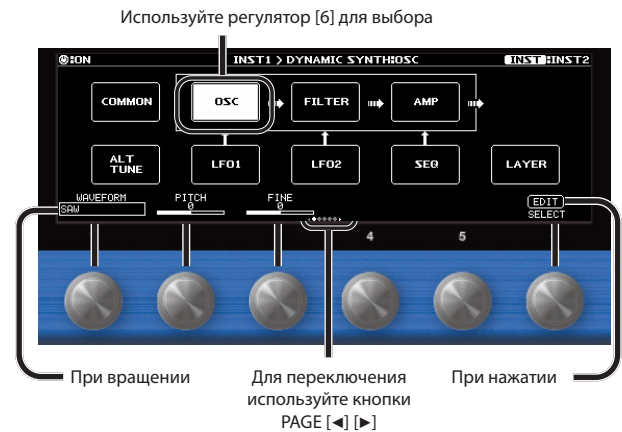 Используйте регулятор [6] для выбора
ON INST1 > DYNAMIC SYNTH:OSC INST :INST2
COMMON OSC FILTER AMP
ALT TUNE LFO1 LFO2 SEQ LAYER
WAVEFORM PITCH FINE EDIT
SAW 0 0 SELECT
4 5
При вращении
Для переключения используйте кнопки PAGE [◄] [►]
При нажатии